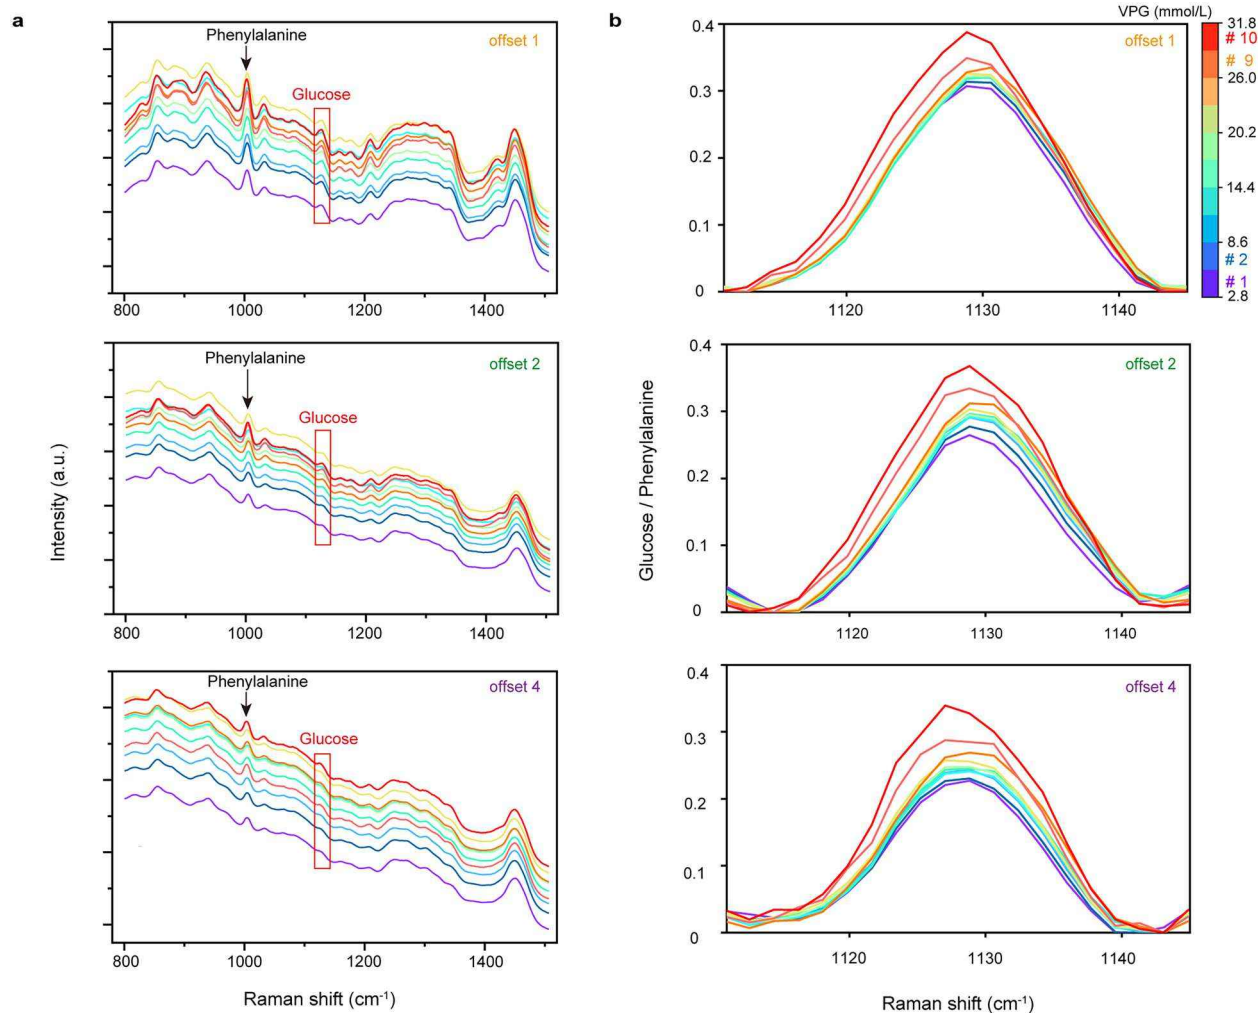 a
Phenylalanine
offset 1
Glucose
800 1000 1200 1400
Phenylalanine
offset 2
Glucose
800 1000 1200 1400
Phenylalanine
offset 4
Glucose
800 1000 1200 1400
Intensity (a.u.)
Raman shift (cm⁻¹)
b
VPG (mmol/L)
0.4
0.3
0.2
0.1
0
offset 1
1120 1130 1140
31.8
# 10
# 9
26.0
20.2
14.4
8.6
# 2
# 1
2.8
0.4
0.3
0.2
0.1
0
offset 2
1120 1130 1140
0.4
0.3
0.2
0.1
0
offset 4
1120 1130 1140
Glucose / Phenylalanine
Raman shift (cm⁻¹)